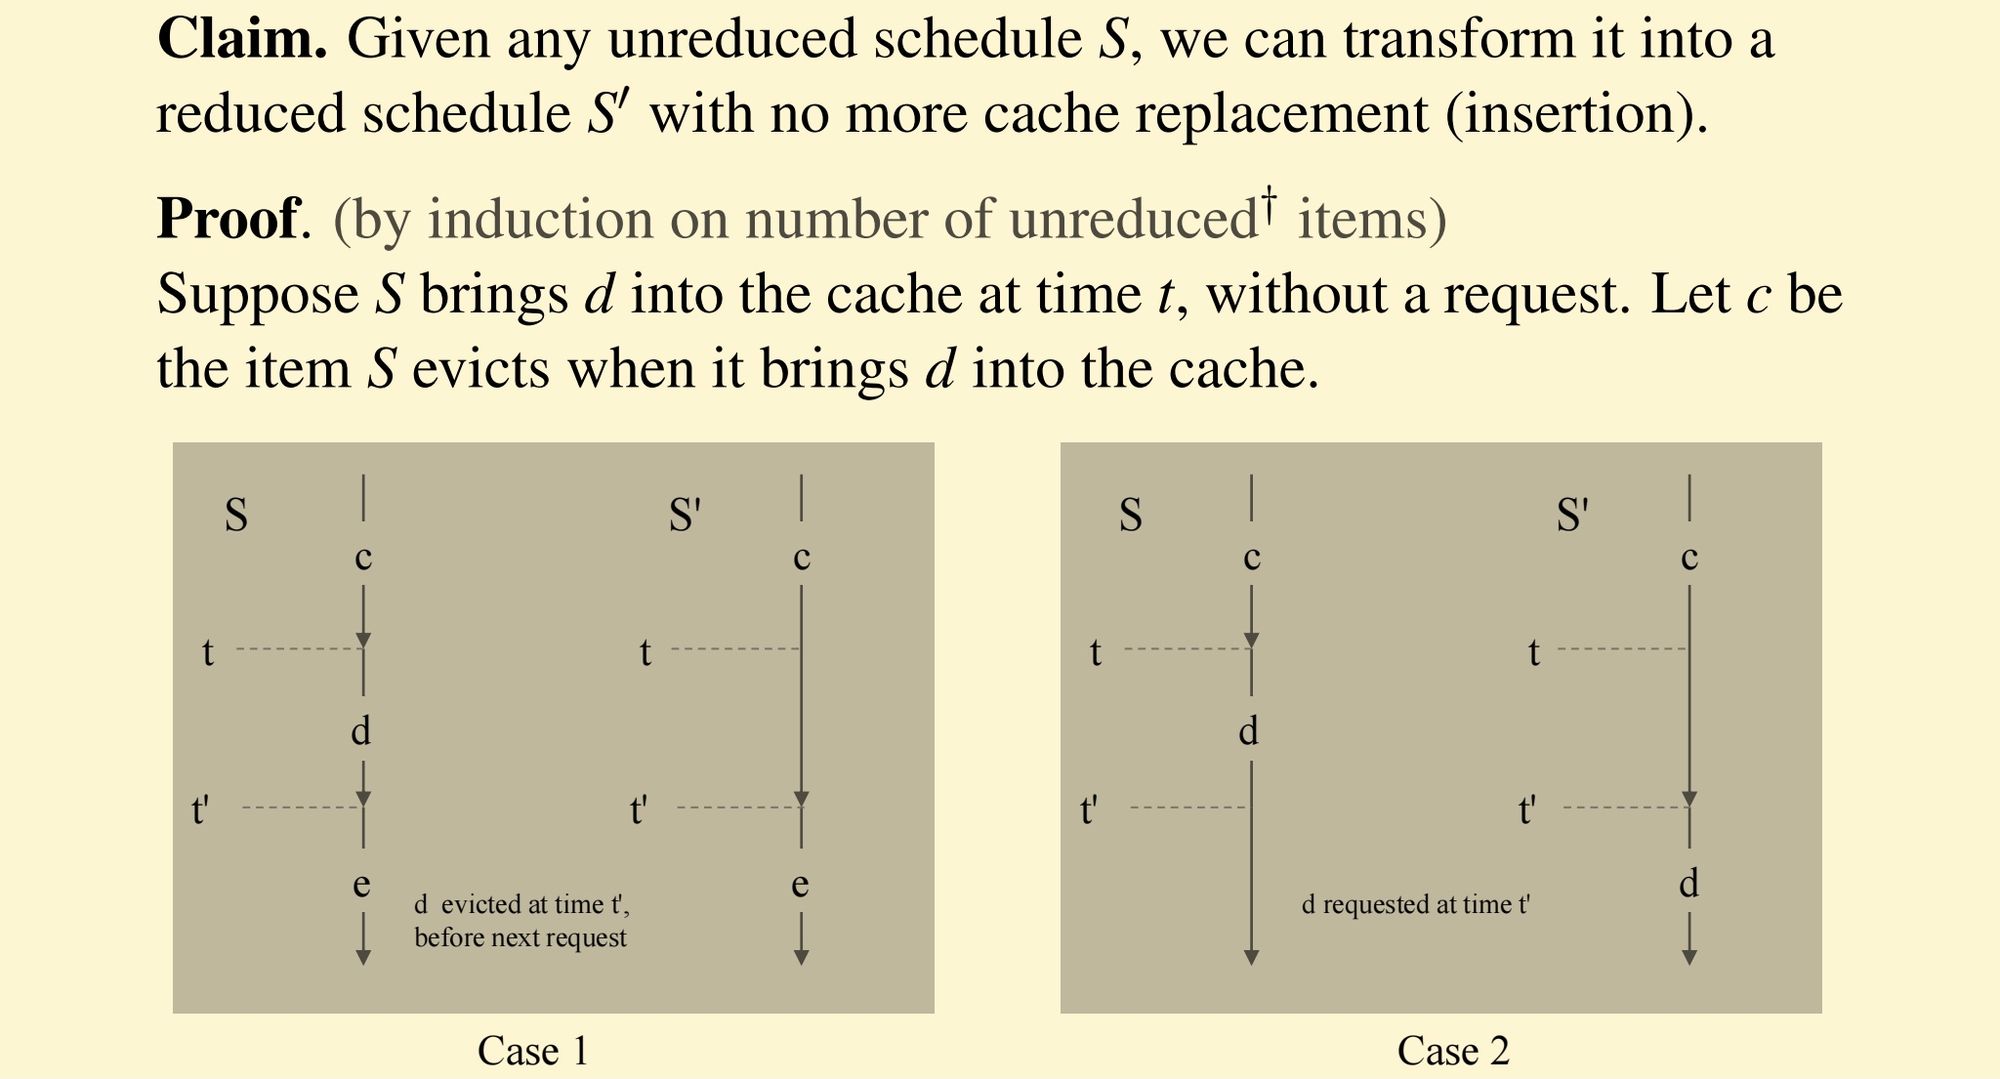 Claim. Given any unreduced schedule S, we can transform it into a
reduced schedule S′ with no more cache replacement (insertion).
Proof. (by induction on number of unreduced† items)
Suppose S brings d into the cache at time t, without a request. Let c be
the item S evicts when it brings d into the cache.
S
c
t
d
t'
e
d evicted at time t',
before next request
S'
c
t
t'
e
Case 1
S
c
t
d
t'
d requested at time t'
S'
c
t
t'
d
Case 2